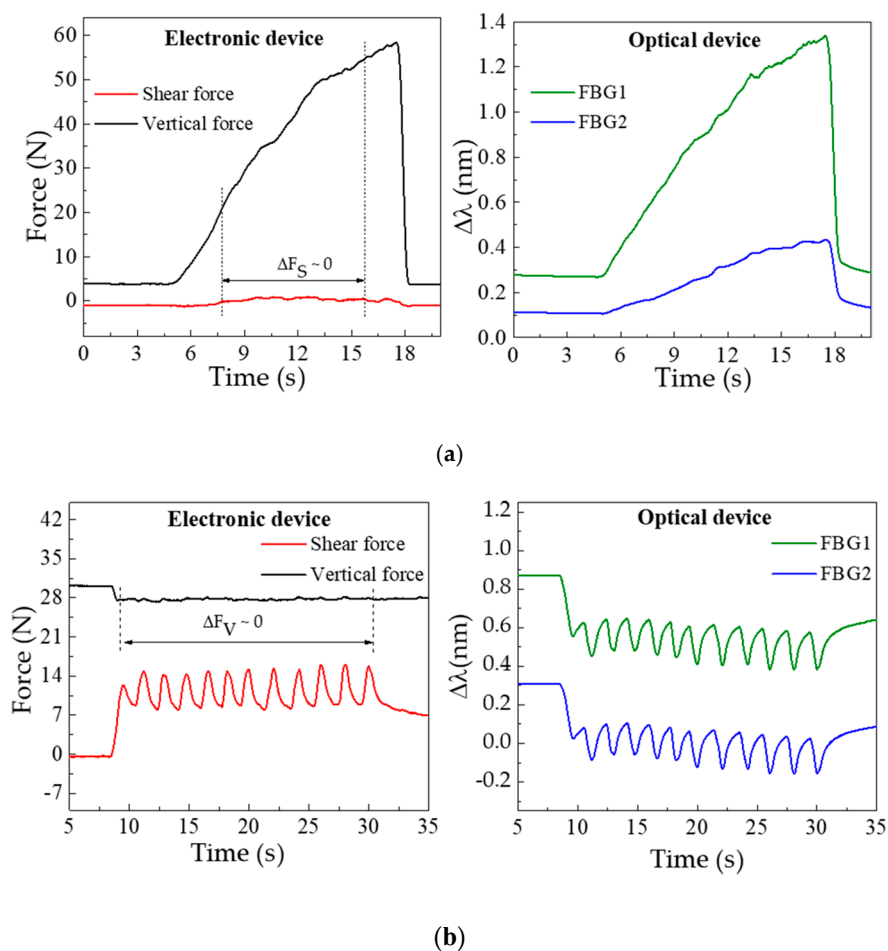 Electronic device
Shear force
Vertical force
ΔF_S ~ 0
Force (N)
60
50
40
30
20
10
0
0 3 6 9 12 15 18
Time (s)
Optical device
FBG1
FBG2
Δλ (nm)
1.4
1.2
1.0
0.8
0.6
0.4
0.2
0.0
0 3 6 9 12 15 18
Time (s)
(a)
Electronic device
Shear force
Vertical force
ΔF_V ~ 0
Force (N)
42
35
28
21
14
7
0
-7
5 10 15 20 25 30 35
Time (s)
Optical device
FBG1
FBG2
Δλ(nm)
1.2
1.0
0.8
0.6
0.4
0.2
0.0
-0.2
5 10 15 20 25 30 35
Time (s)
(b)